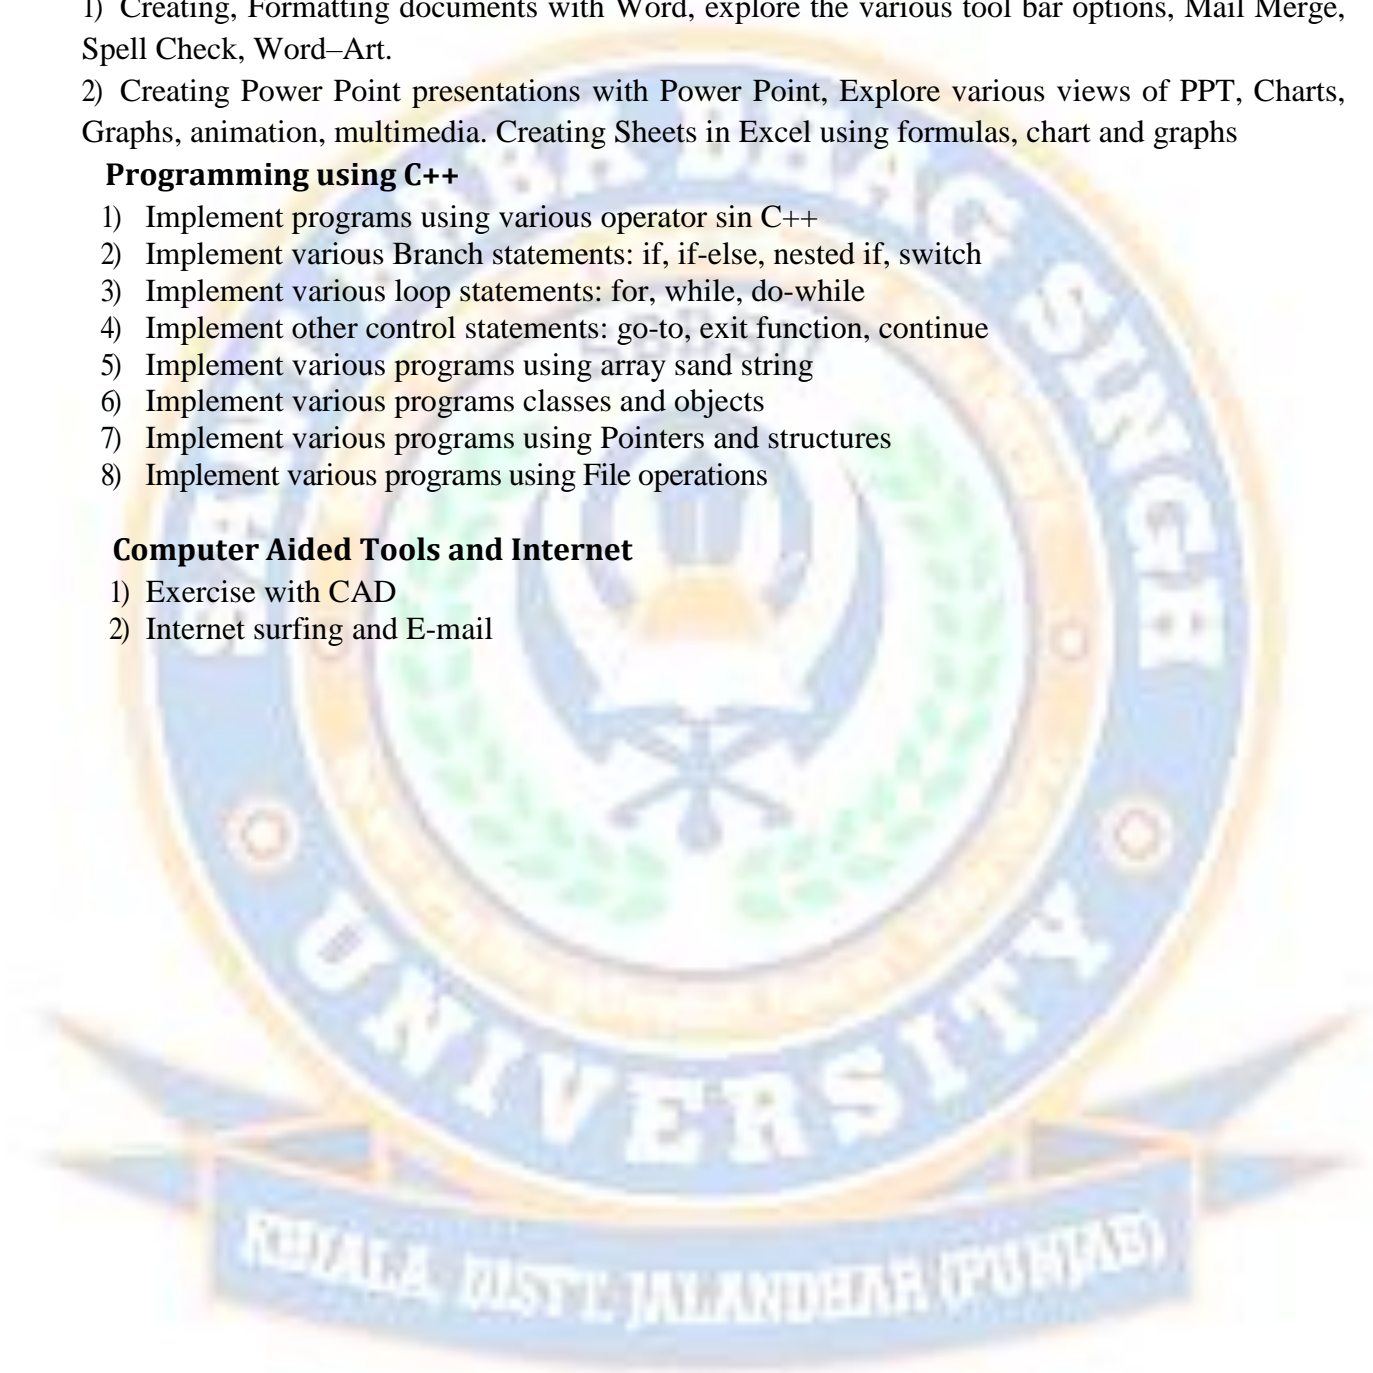 1) Creating, Formatting documents with Word, explore the various tool bar options, Mail Merge,
Spell Check, Word–Art.
2) Creating Power Point presentations with Power Point, Explore various views of PPT, Charts,
Graphs, animation, multimedia. Creating Sheets in Excel using formulas, chart and graphs
Programming using C++
1) Implement programs using various operator sin C++
2) Implement various Branch statements: if, if-else, nested if, switch
3) Implement various loop statements: for, while, do-while
4) Implement other control statements: go-to, exit function, continue
5) Implement various programs using array sand string
6) Implement various programs classes and objects
7) Implement various programs using Pointers and structures
8) Implement various programs using File operations
Computer Aided Tools and Internet
1) Exercise with CAD
2) Internet surfing and E-mail
SANT BABA BHAG SINGH
SBBSU
UNIVERSITY
KHIALA, DISTT. JALANDHAR (PUNJAB)